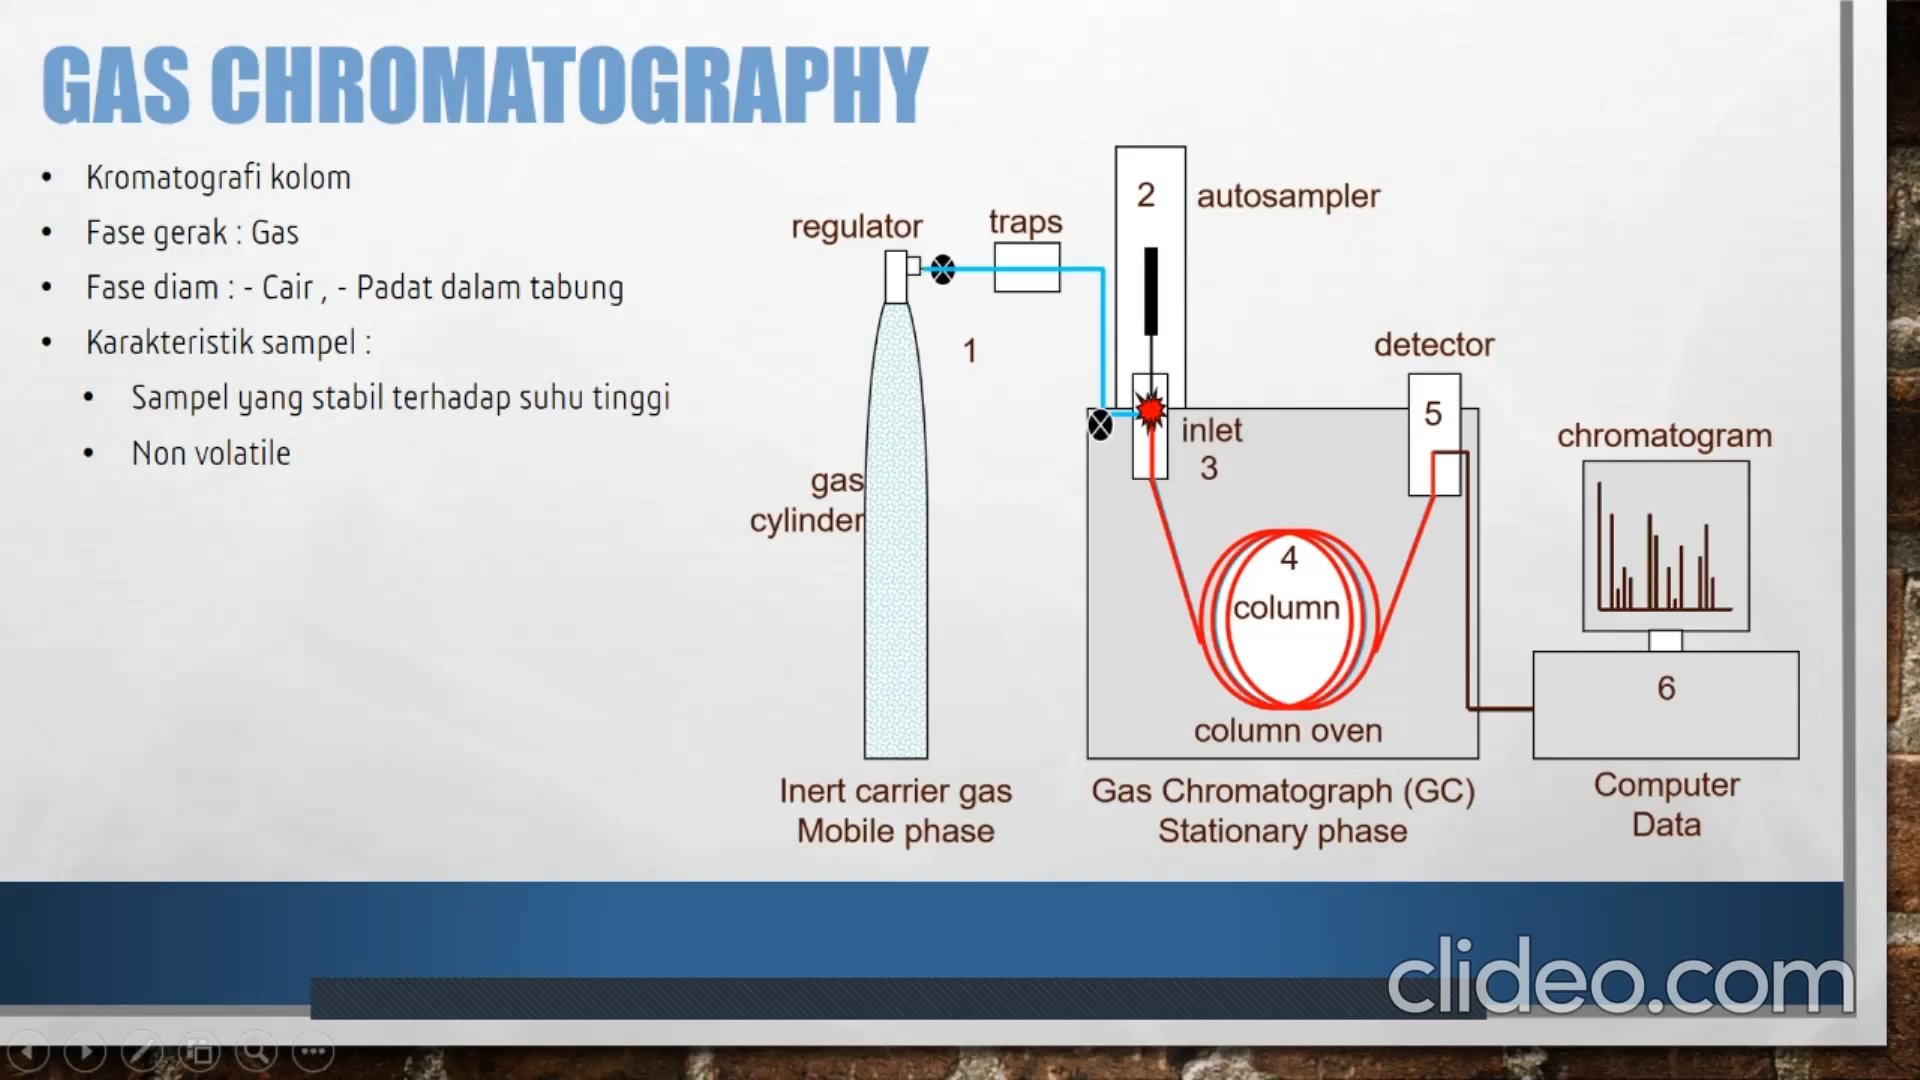 GAS CHROMATOGRAPHY
• Kromatografi kolom
• Fase gerak : Gas
• Fase diam : - Cair , - Padat dalam tabung
• Karakteristik sampel :
• Sampel yang stabil terhadap suhu tinggi
• Non volatile
regulator
traps
2
autosampler
1
gas
cylinder
inlet
3
detector
5
4
column
column oven
chromatogram
6
Inert carrier gas
Mobile phase
Gas Chromatograph (GC)
Stationary phase
Computer
Data
clideo.com